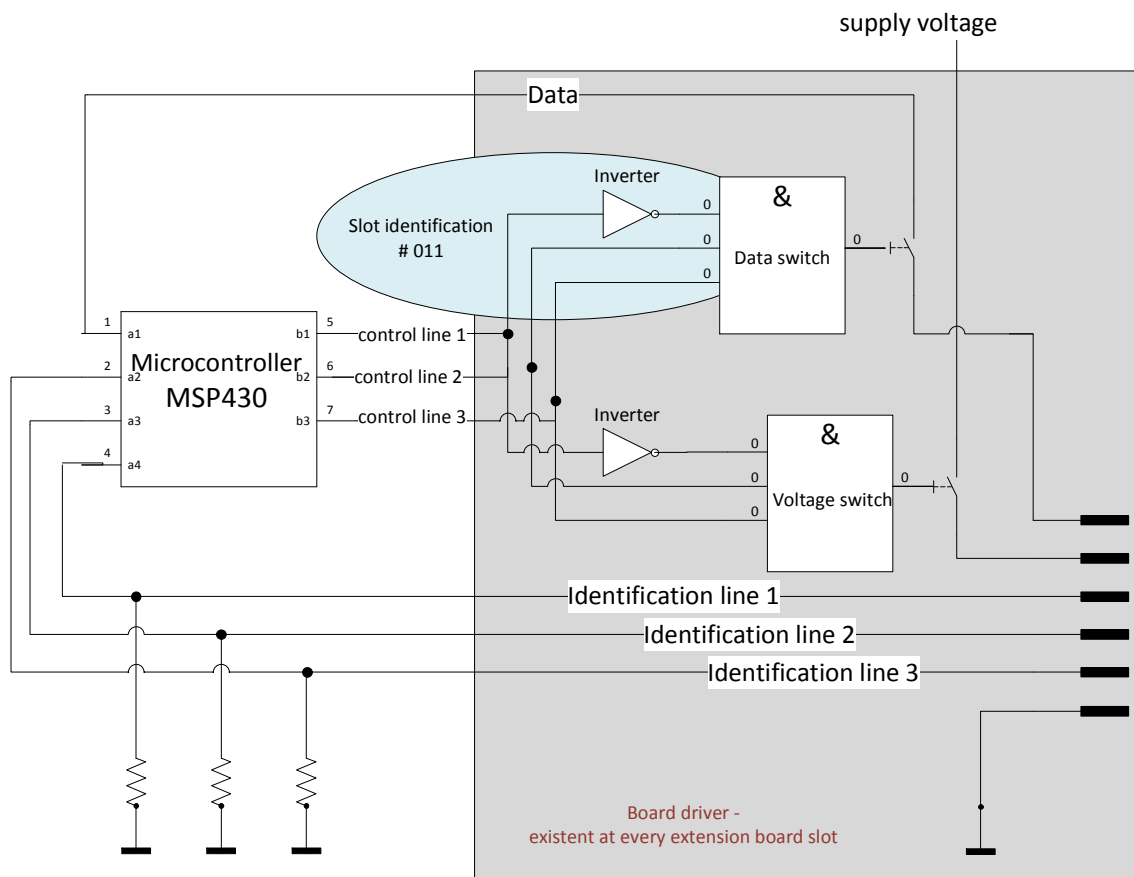 supply voltage
Data
Inverter
Slot identification
# 011
0
0
0
&
Data switch
0
1
a1
2
a2
3
a3
4
a4
Microcontroller
MSP430
b1
5
b2
6
b3
7
control line 1
control line 2
control line 3
Inverter
0
0
0
&
Voltage switch
0
Identification line 1
Identification line 2
Identification line 3
Board driver -
existent at every extension board slot